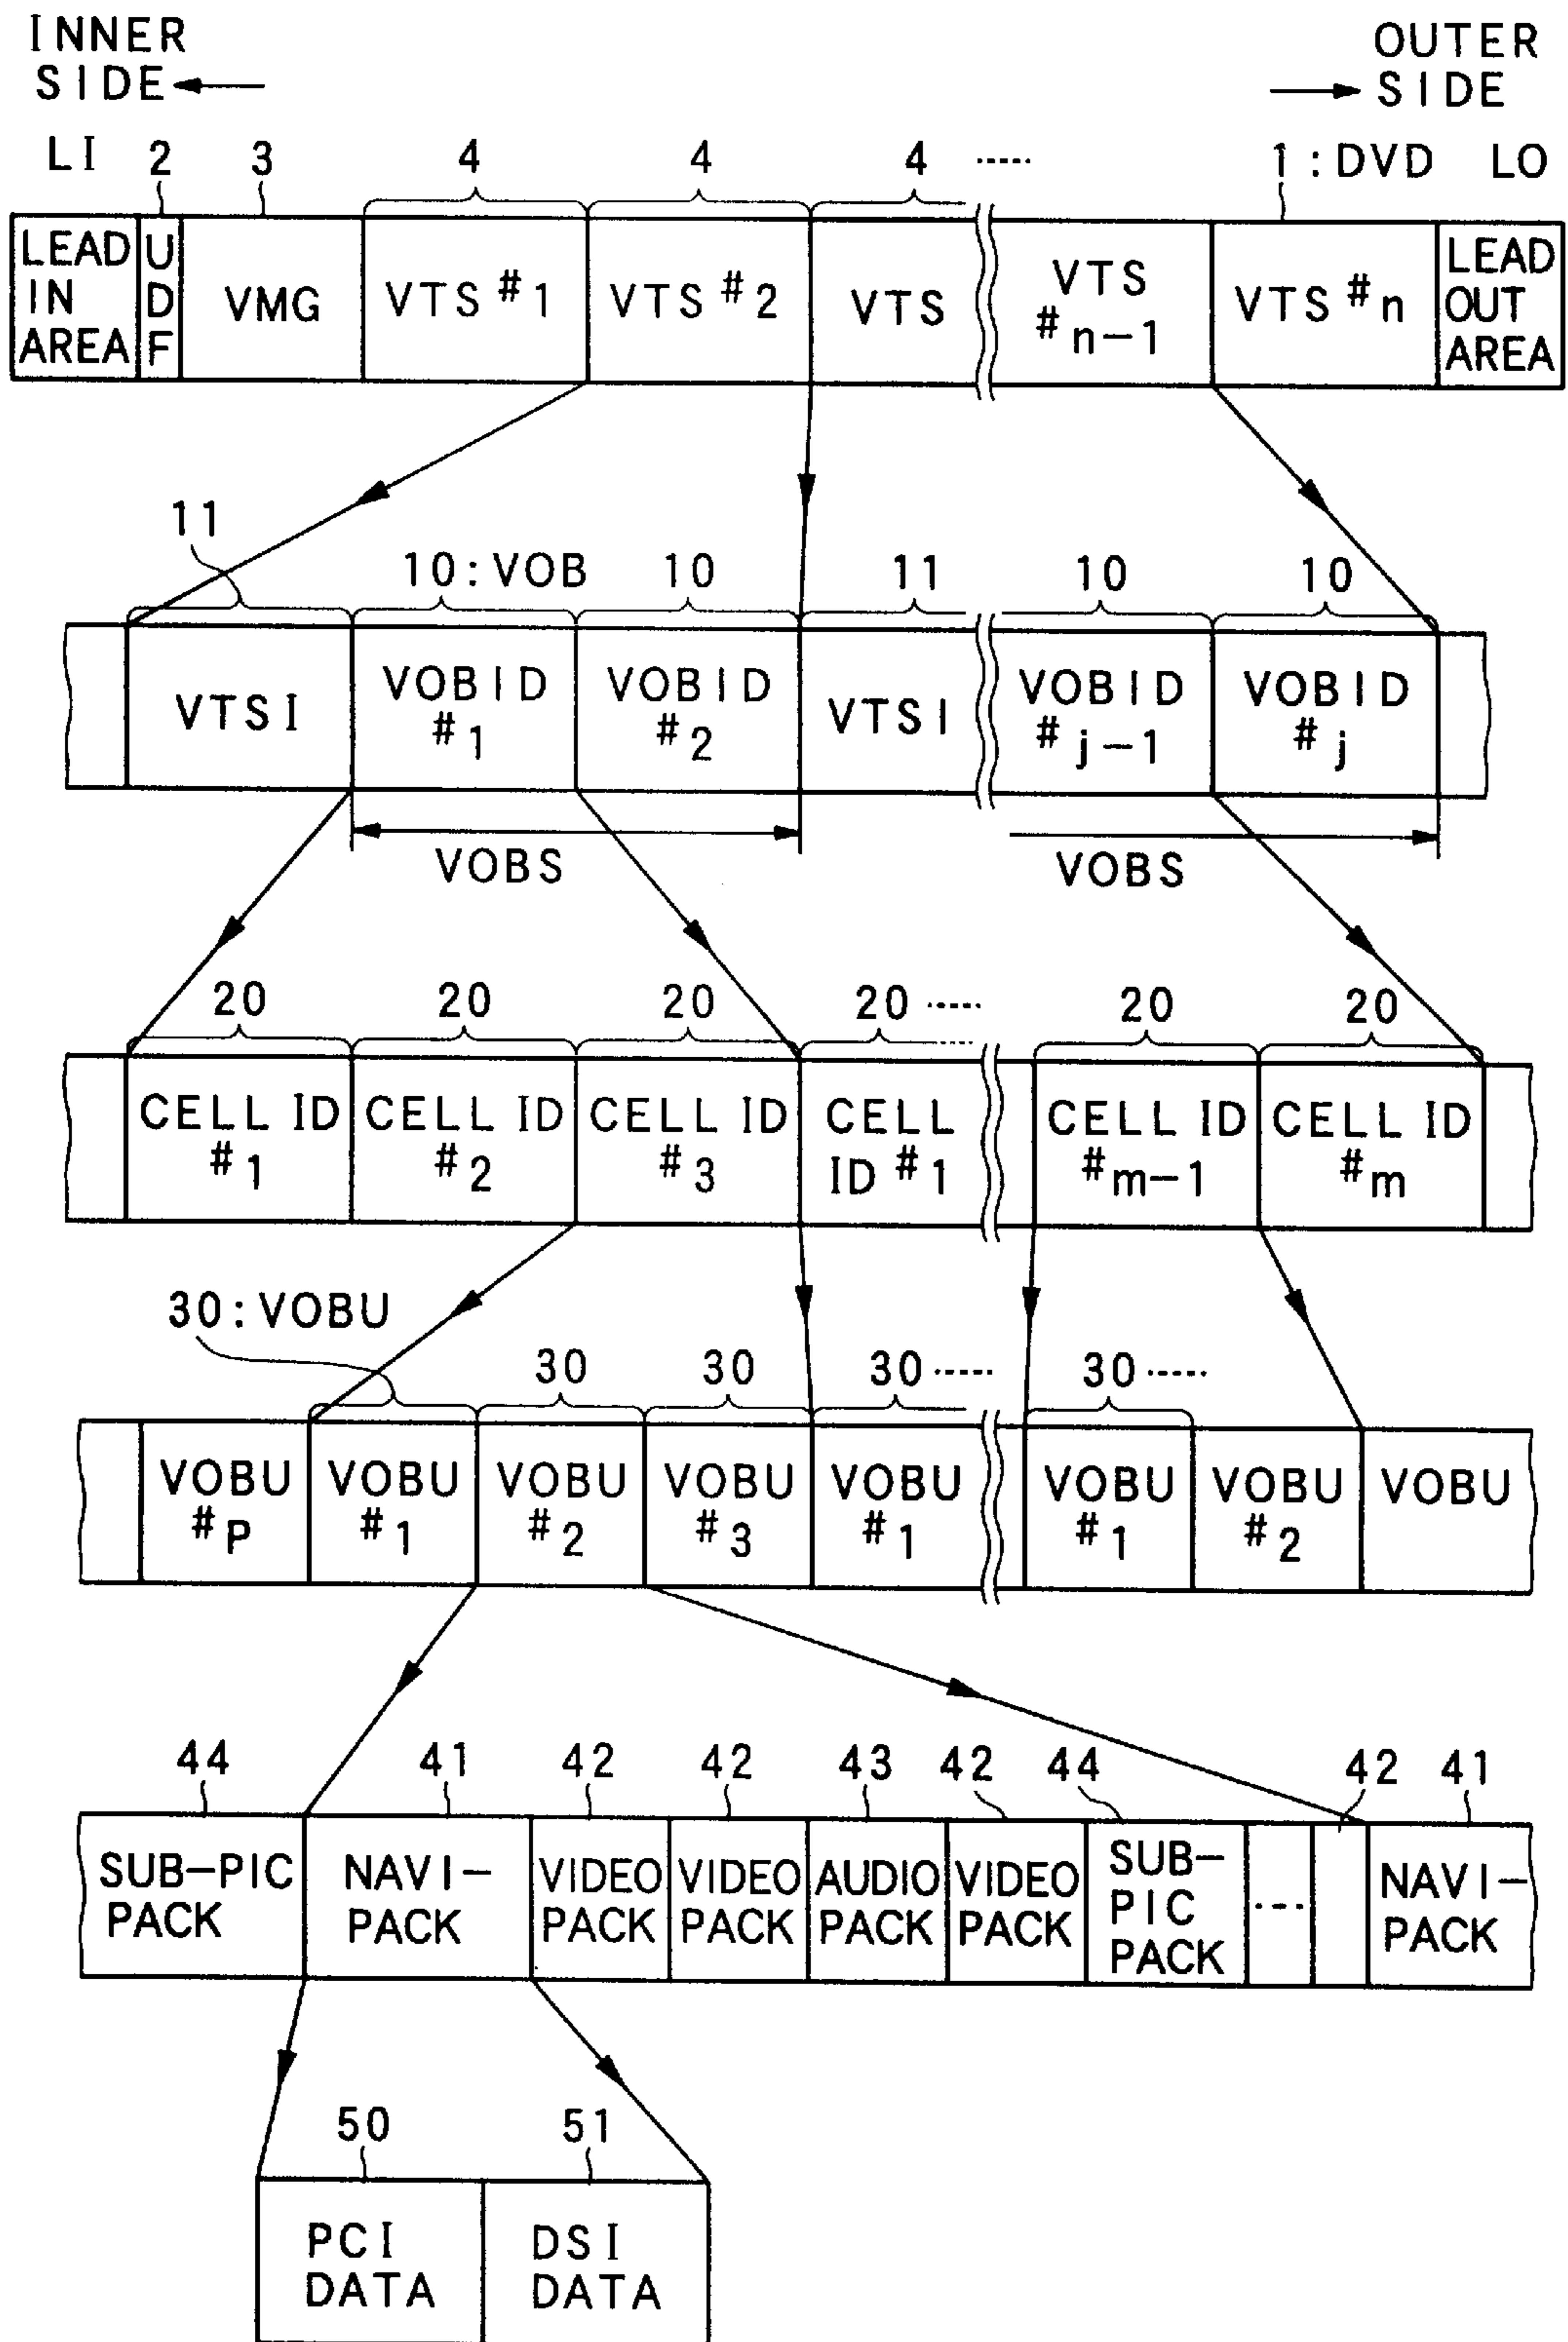 INNER
SIDE
OUTER
SIDE
LI 2 3 4 4 4 ..... 1:DVD LO
LEAD
IN
AREA
U
D
F
VMG
VTS #1
VTS #2
VTS
VTS
#n-1
VTS #n
LEAD
OUT
AREA
11 10:VOB 10 11 10 10
VTSI
VOBID
#1
VOBID
#2
VTSI
VOBID
#j-1
VOBID
#j
VOBS
VOBS
20 20 20 20 ..... 20 20
CELL ID
#1
CELL ID
#2
CELL ID
#3
CELL
ID #1
CELL ID
#m-1
CELL ID
#m
30:VOBU 30 30 30 ..... 30 .....
VOBU
#P
VOBU
#1
VOBU
#2
VOBU
#3
VOBU
#1
VOBU
#1
VOBU
#2
VOBU
44 41 42 42 43 42 44 42 41
SUB-PIC
PACK
NAVI-
PACK
VIDEO
PACK
VIDEO
PACK
AUDIO
PACK
VIDEO
PACK
SUB-
PIC
PACK
....
NAVI-
PACK
50 51
PCI
DATA
DSI
DATA